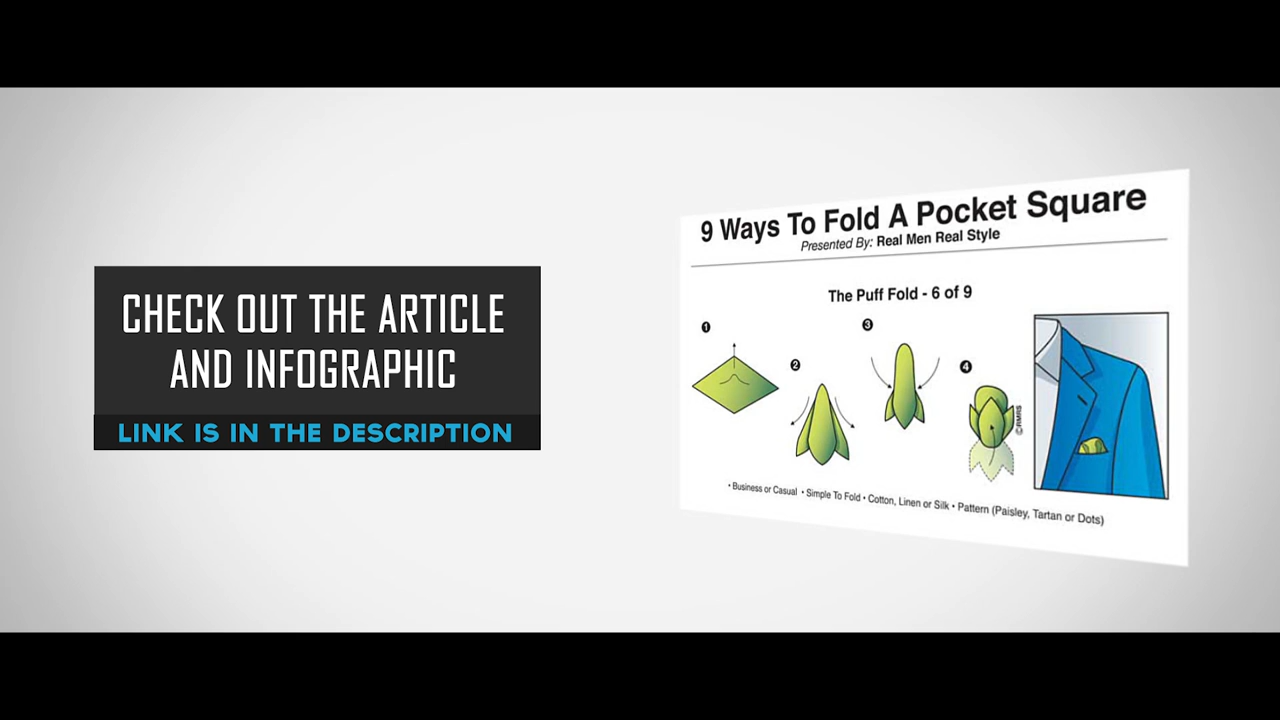 CHECK OUT THE ARTICLE
AND INFOGRAPHIC
LINK IS IN THE DESCRIPTION
9 Ways To Fold A Pocket Square
Presented By: Real Men Real Style
The Puff Fold - 6 of 9
1
2
3
4
©RMRS
• Business or Casual • Simple To Fold • Cotton, Linen or Silk • Pattern (Paisley, Tartan or Dots)